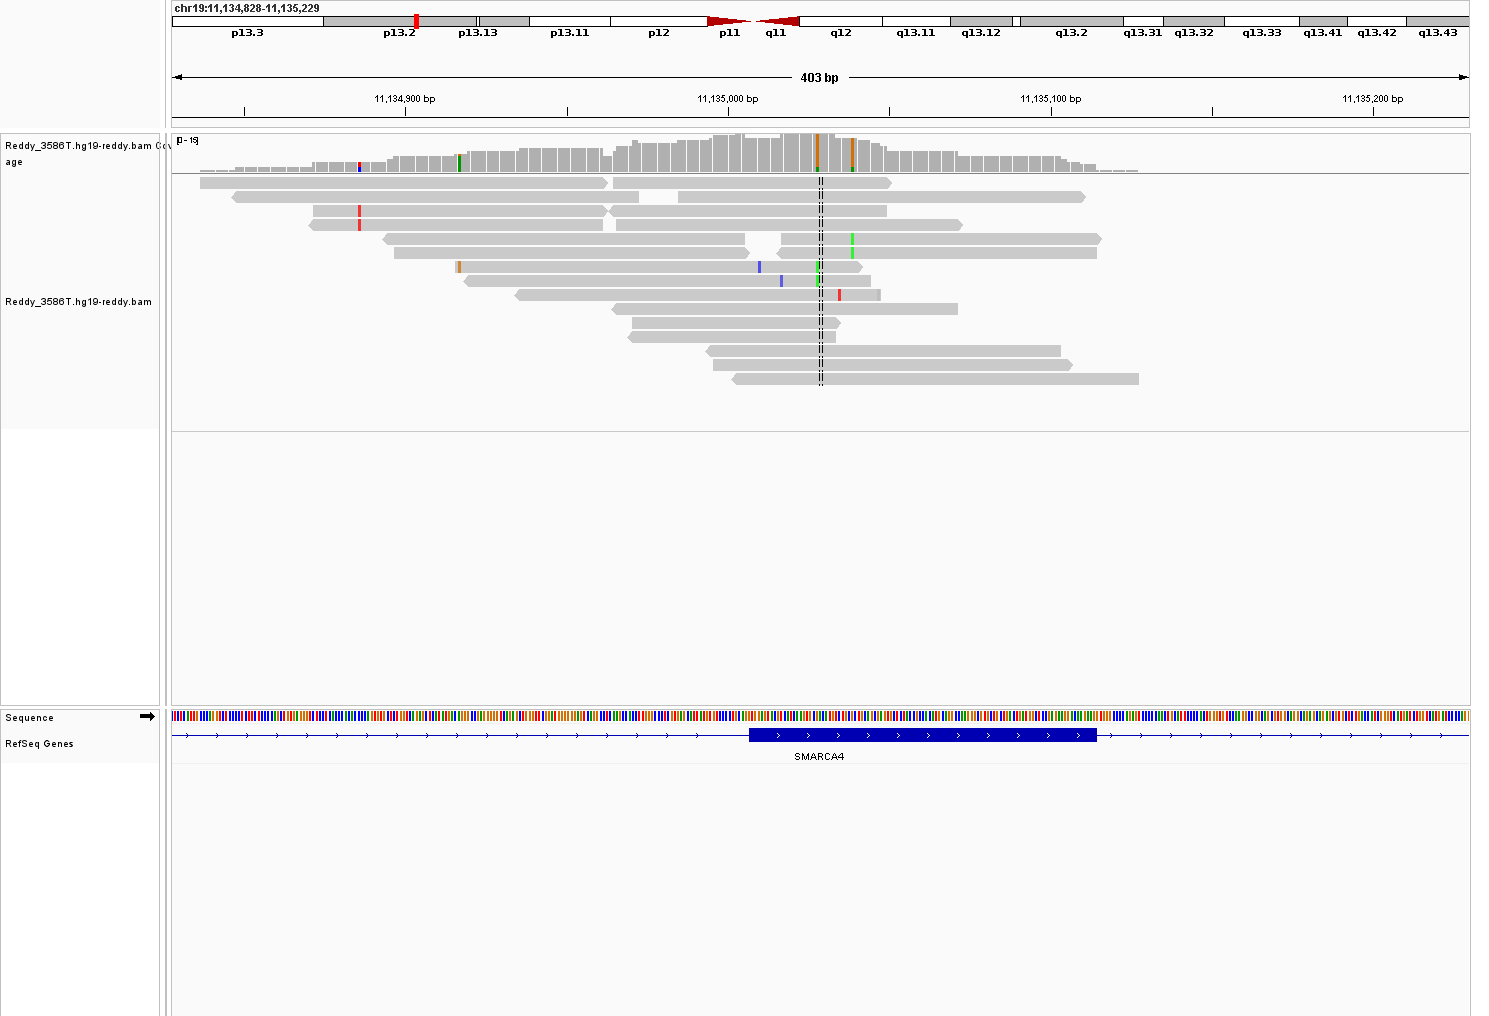 chr19:11,134,828-11,135,229
p13.3 p13.2 p13.13 p13.11 p12 p11 q11 q12 q13.11 q13.12 q13.2 q13.31 q13.32 q13.33 q13.41 q13.42 q13.43
403 bp
11,134,900 bp 11,135,000 bp 11,135,100 bp 11,135,200 bp
[0 - 19]
Reddy_3586T.hg19-reddy.bam Cov
age
Reddy_3586T.hg19-reddy.bam
Sequence
RefSeq Genes
SMARCA4